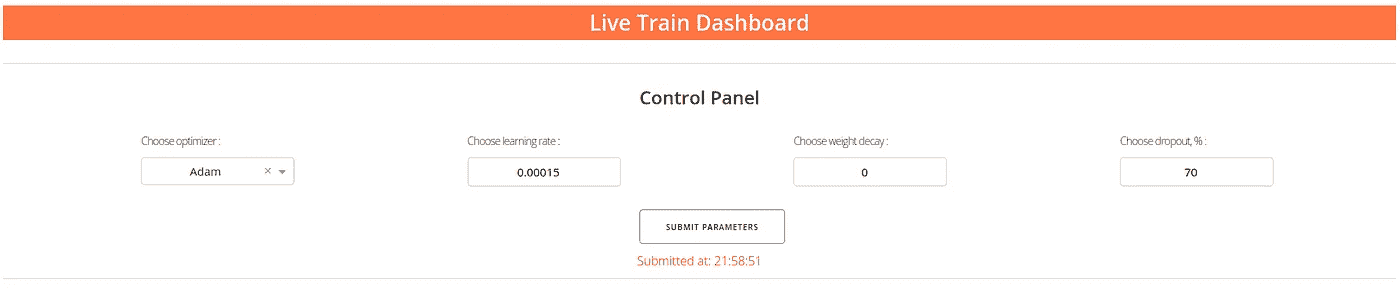 Live Train Dashboard
Control Panel
Choose optimizer :
Choose learning rate :
Choose weight decay :
Choose dropout, % :
Adam × 
0.00015
0
70
SUBMIT PARAMETERS
Submitted at: 21:58:51